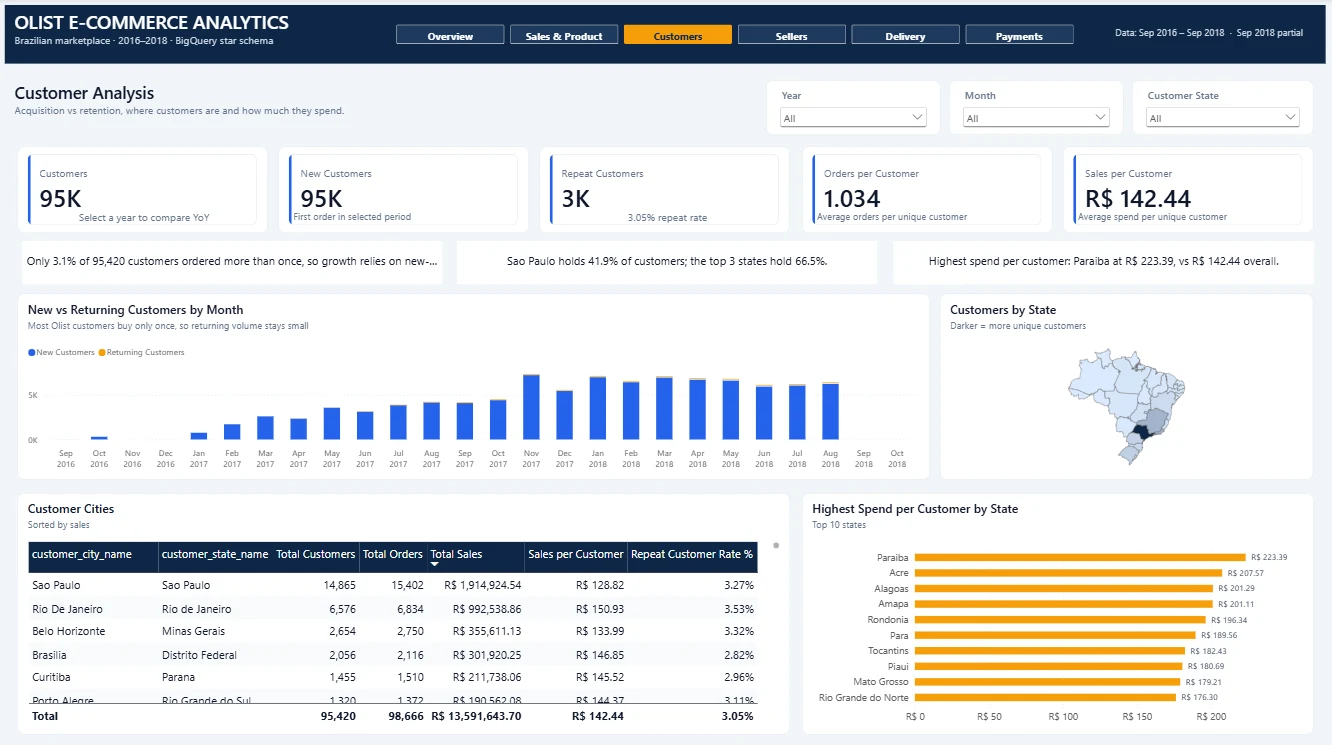 OLIST E-COMMERCE ANALYTICS
Brazilian marketplace · 2016–2018 · BigQuery star schema
Overview
Sales & Product
Customers
Sellers
Delivery
Payments
Data: Sep 2016 – Sep 2018 · Sep 2018 partial
Customer Analysis
Acquisition vs retention, where customers are and how much they spend.
Year
All
Month
All
Customer State
All
Customers
95K
Select a year to compare YoY
New Customers
95K
First order in selected period
Repeat Customers
3K
3.05% repeat rate
Orders per Customer
1.034
Average orders per unique customer
Sales per Customer
R$ 142.44
Average spend per unique customer
Only 3.1% of 95,420 customers ordered more than once, so growth relies on new-...
Sao Paulo holds 41.9% of customers; the top 3 states hold 66.5%.
Highest spend per customer: Paraiba at R$ 223.39, vs R$ 142.44 overall.
New vs Returning Customers by Month
Most Olist customers buy only once, so returning volume stays small
New Customers Returning Customers
5K
0K
Sep Oct Nov Dec Jan Feb Mar Apr May Jun Jul Aug Sep Oct Nov Dec Jan Feb Mar Apr May Jun Jul Aug Sep Oct
2016 2016 2016 2016 2017 2017 2017 2017 2017 2017 2017 2017 2017 2017 2017 2017 2018 2018 2018 2018 2018 2018 2018 2018 2018 2018
Customers by State
Darker = more unique customers
Customer Cities
Sorted by sales
customer_city_name customer_state_name Total Customers Total Orders Total Sales Sales per Customer Repeat Customer Rate %
Sao Paulo Sao Paulo 14,865 15,402 R$ 1,914,924.54 R$ 128.82 3.27%
Rio De Janeiro Rio de Janeiro 6,576 6,834 R$ 992,538.86 R$ 150.93 3.53%
Belo Horizonte Minas Gerais 2,654 2,750 R$ 355,611.13 R$ 133.99 3.32%
Brasilia Distrito Federal 2,056 2,116 R$ 301,920.25 R$ 146.85 2.82%
Curitiba Parana 1,455 1,510 R$ 211,738.06 R$ 145.52 2.96%
Porto Alegre Rio Grande do Sul 1,320 1,372 R$ 190,562.08 R$ 144.37 3.11%
Total 95,420 98,666 R$ 13,591,643.70 R$ 142.44 3.05%
Highest Spend per Customer by State
Top 10 states
Paraiba R$ 223.39
Acre R$ 207.57
Alagoas R$ 201.29
Amapa R$ 201.11
Rondonia R$ 196.34
Para R$ 189.56
Tocantins R$ 182.43
Piaui R$ 180.69
Mato Grosso R$ 179.21
Rio Grande do Norte R$ 176.30
R$ 0 R$ 50 R$ 100 R$ 150 R$ 200